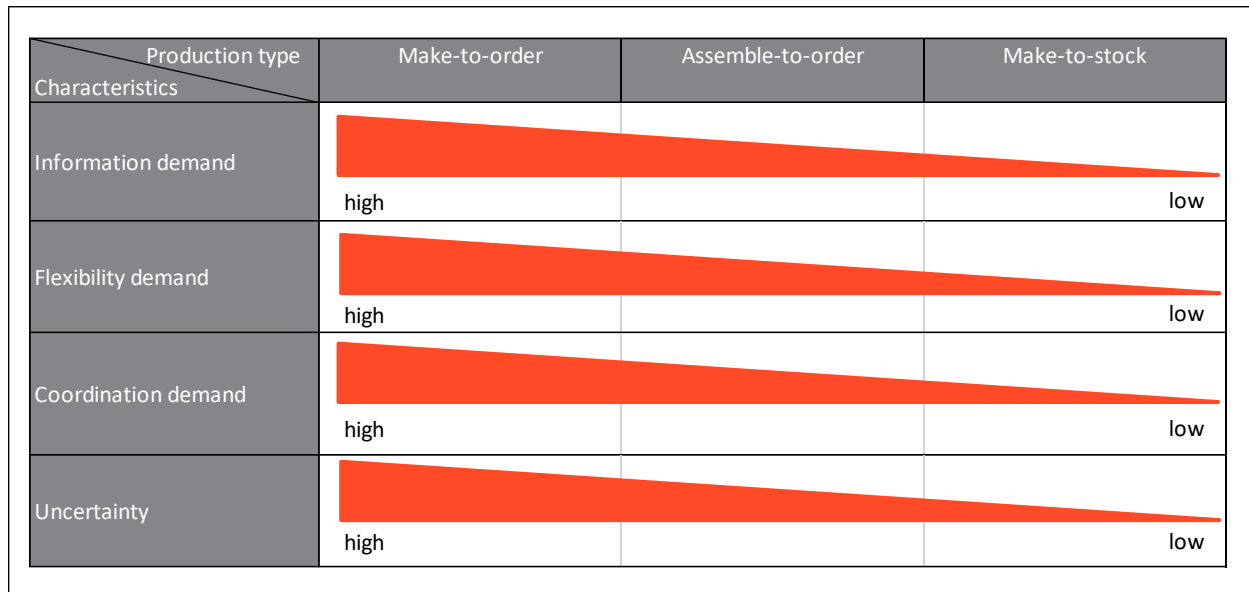 Production type
Characteristics
Make-to-order
Assemble-to-order
Make-to-stock
Information demand
high
low
Flexibility demand
high
low
Coordination demand
high
low
Uncertainty
high
low